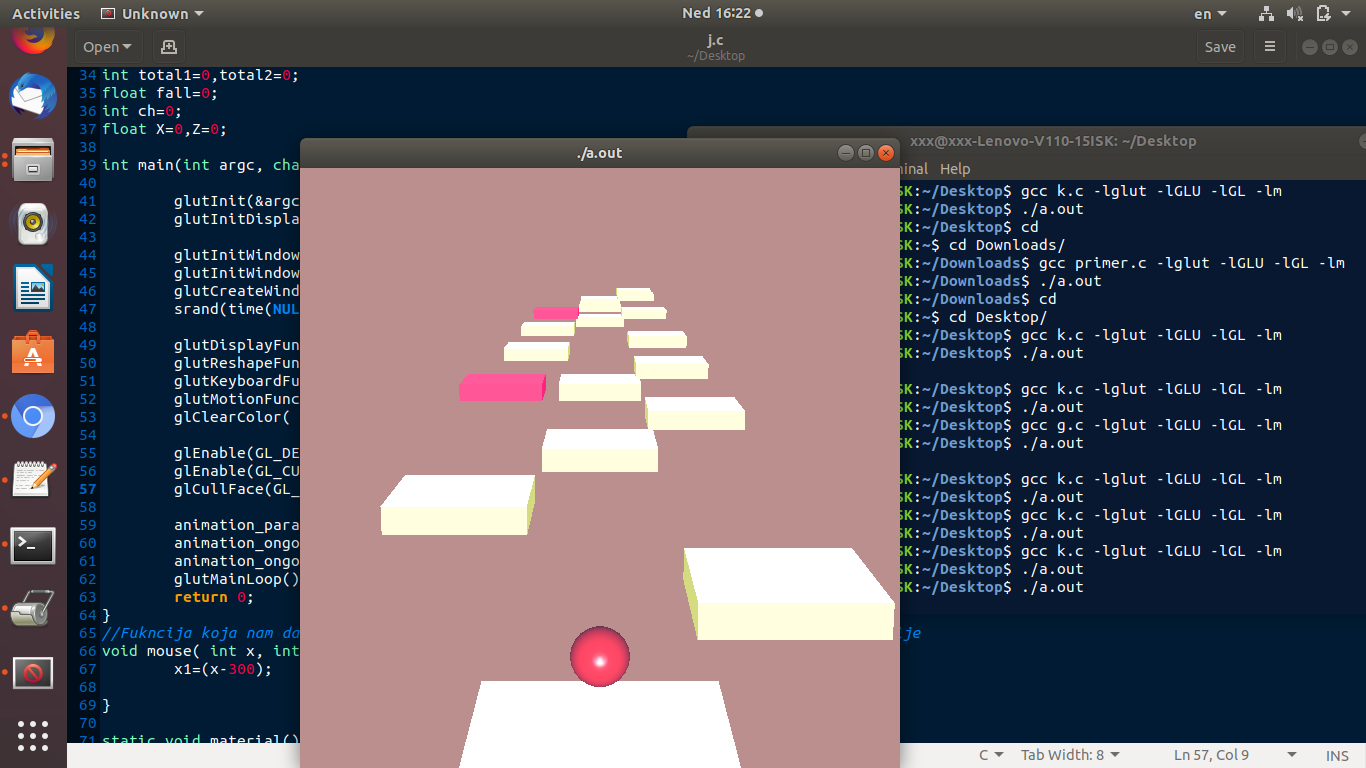 Activities
Unknown
Ned 16:22
en
Open
j.c
~/Desktop
Save
34 int total1=0,total2=0;
35 float fall=0;
36 int ch=0;
37 float X=0,Z=0;
38
39 int main(int argc, cha
40
41 glutInit(&argc
42 glutInitDispla
43
44 glutInitWindow
45 glutInitWindow
46 glutCreateWind
47 srand(time(NUL
48
49 glutDisplayFun
50 glutReshapeFun
51 glutKeyboardFu
52 glutMotionFunc
53 glClearColor(
54
55 glEnable(GL_DE
56 glEnable(GL_CU
57 glCullFace(GL_
58
59 animation_para
60 animation_ongo
61 animation_ongo
62 glutMainLoop()
63 return 0;
64 }
65 //Fukncija koja nam da
je
66 void mouse( int x, int
67 x1=(x-300);
68
69 }
70
71 static void material()
./a.out
xxx@xxx-Lenovo-V110-15ISK: ~/Desktop
inal Help
SK:~/Desktop$ gcc k.c -lglut -lGLU -lGL -lm
SK:~/Desktop$ ./a.out
SK:~/Desktop$ cd
SK:~$ cd Downloads/
SK:~/Downloads$ gcc primer.c -lglut -lGLU -lGL -lm
SK:~/Downloads$ ./a.out
SK:~/Downloads$ cd
SK:~$ cd Desktop/
SK:~/Desktop$ gcc k.c -lglut -lGLU -lGL -lm
SK:~/Desktop$ ./a.out
SK:~/Desktop$ gcc k.c -lglut -lGLU -lGL -lm
SK:~/Desktop$ ./a.out
SK:~/Desktop$ gcc g.c -lglut -lGLU -lGL -lm
SK:~/Desktop$ ./a.out
SK:~/Desktop$ gcc k.c -lglut -lGLU -lGL -lm
SK:~/Desktop$ ./a.out
SK:~/Desktop$ gcc k.c -lglut -lGLU -lGL -lm
SK:~/Desktop$ ./a.out
SK:~/Desktop$ gcc k.c -lglut -lGLU -lGL -lm
SK:~/Desktop$ ./a.out
SK:~/Desktop$ ./a.out
C
Tab Width: 8
Ln 57, Col 9
INS